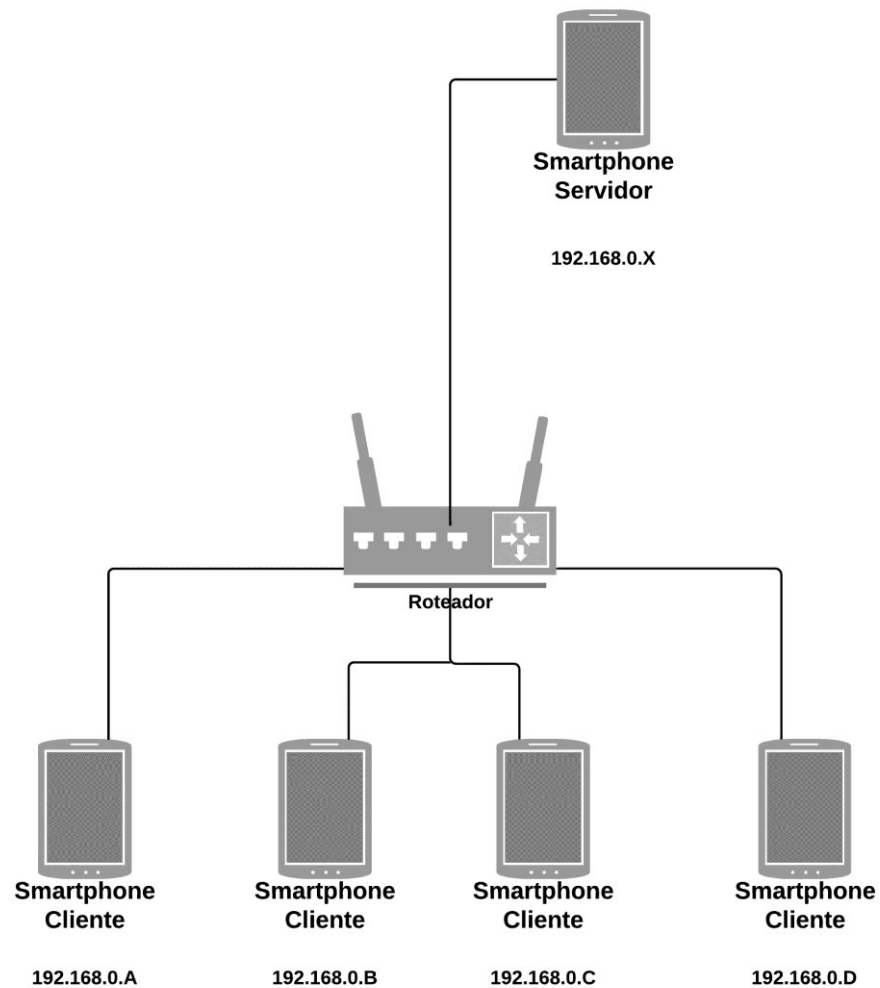 Smartphone
Servidor
192.168.0.X
Roteador
Smartphone
Cliente
192.168.0.A
Smartphone
Cliente
192.168.0.B
Smartphone
Cliente
192.168.0.C
Smartphone
Cliente
192.168.0.D